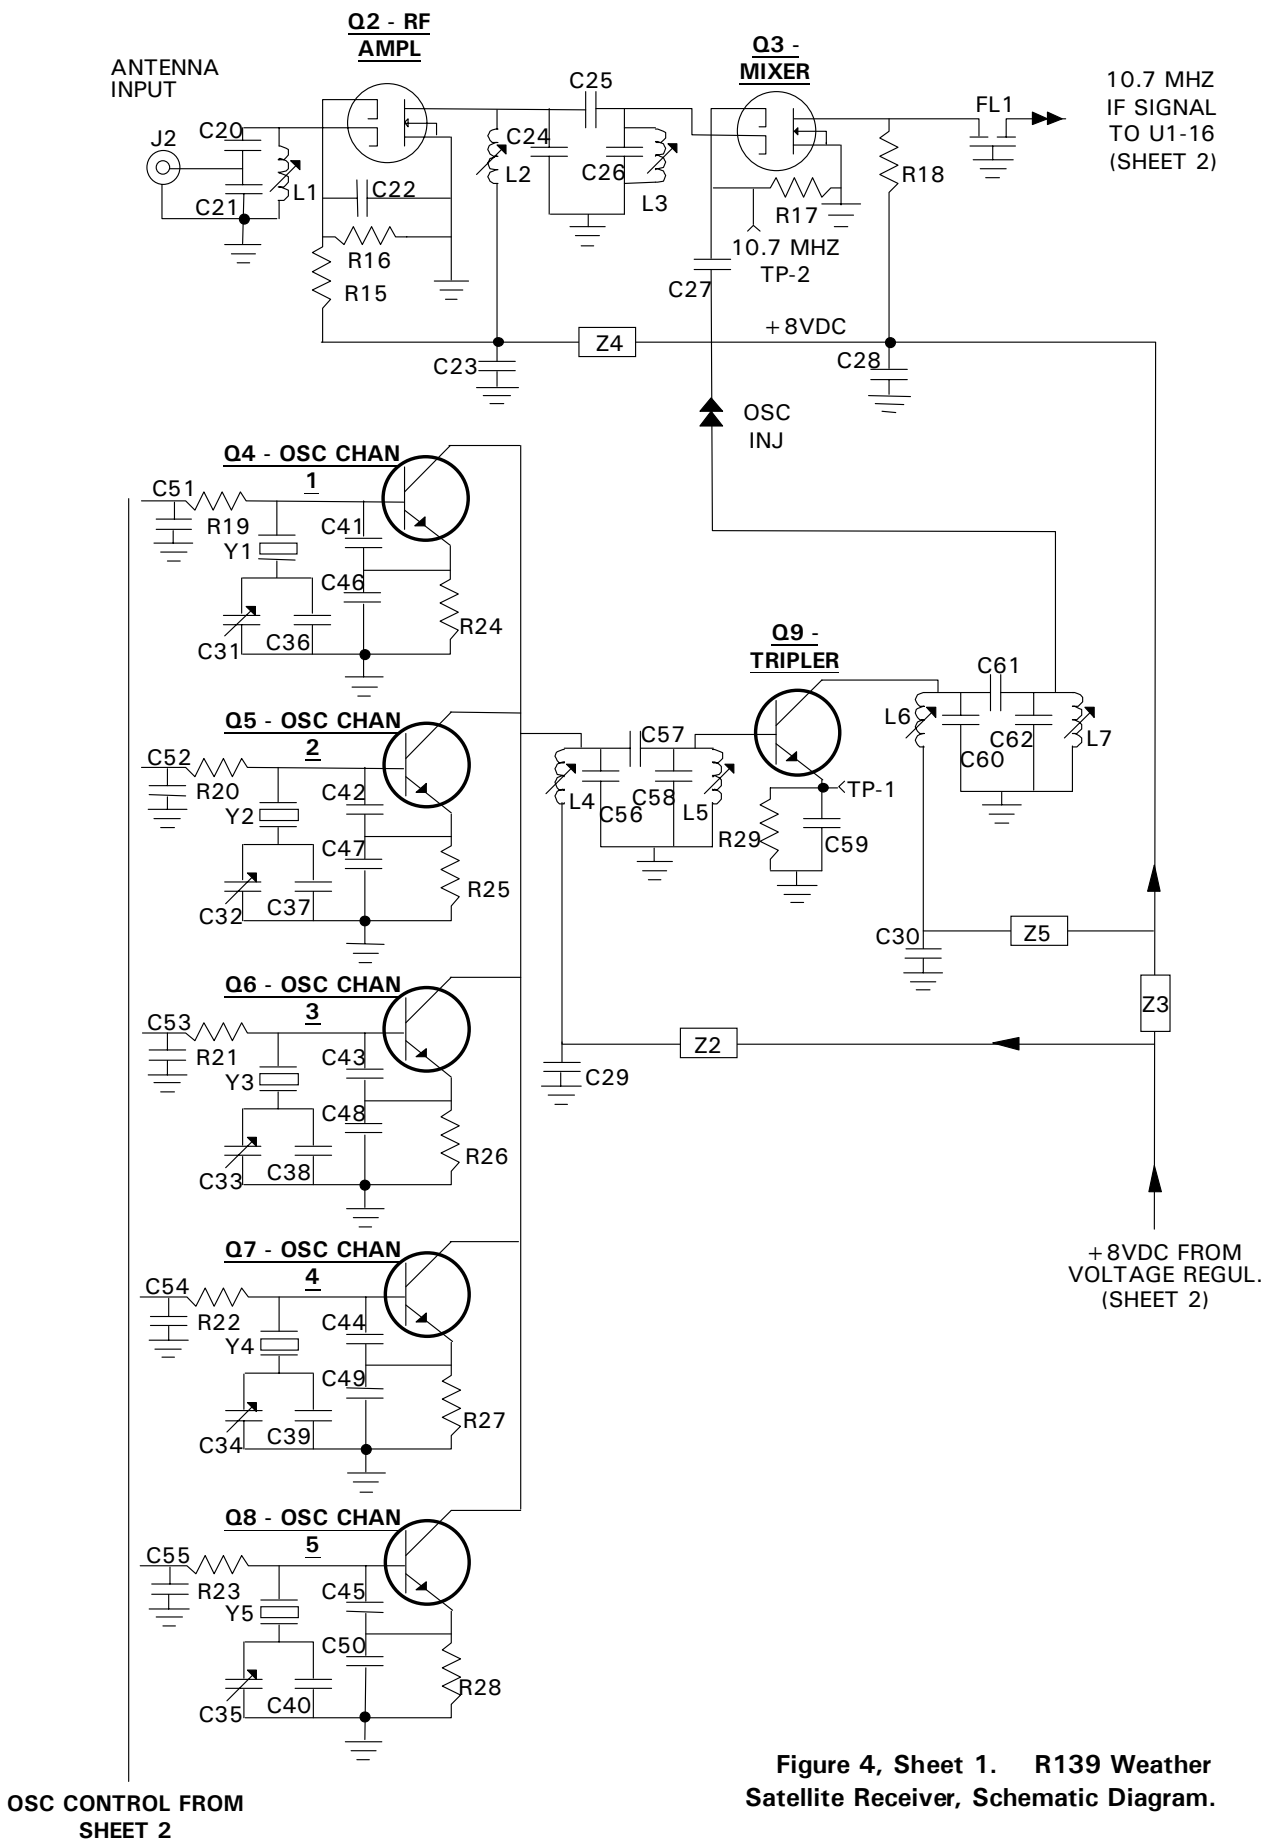 Q2 - RF
AMPL
Q3 -
MIXER
ANTENNA
INPUT
J2
C20
C21
L1
C22
R16
R15
C25
C24
L2
C26
L3
FL1
R18
R17
10.7 MHZ
TP-2
C27
10.7 MHZ
IF SIGNAL
TO U1-16
(SHEET 2)
+8VDC
Z4
C23
C28
OSC
INJ
Q4 - OSC CHAN
1
C51
R19
Y1
C41
C46
C31
C36
R24
Q5 - OSC CHAN
2
C52
R20
Y2
C42
C47
C32
C37
R25
Q9 -
TRIPLER
C57
L4
C56
C58
L5
TP-1
R29
C59
C61
L6
C60
C62
L7
C30
Z5
Z3
Z2
C29
Q6 - OSC CHAN
3
C53
R21
Y3
C43
C48
C33
C38
R26
+8VDC FROM
VOLTAGE REGUL.
(SHEET 2)
Q7 - OSC CHAN
4
C54
R22
Y4
C44
C49
C34
C39
R27
Q8 - OSC CHAN
5
C55
R23
Y5
C45
C50
C35
C40
R28
OSC CONTROL FROM
SHEET 2
Figure 4, Sheet 1. R139 Weather
Satellite Receiver, Schematic Diagram.